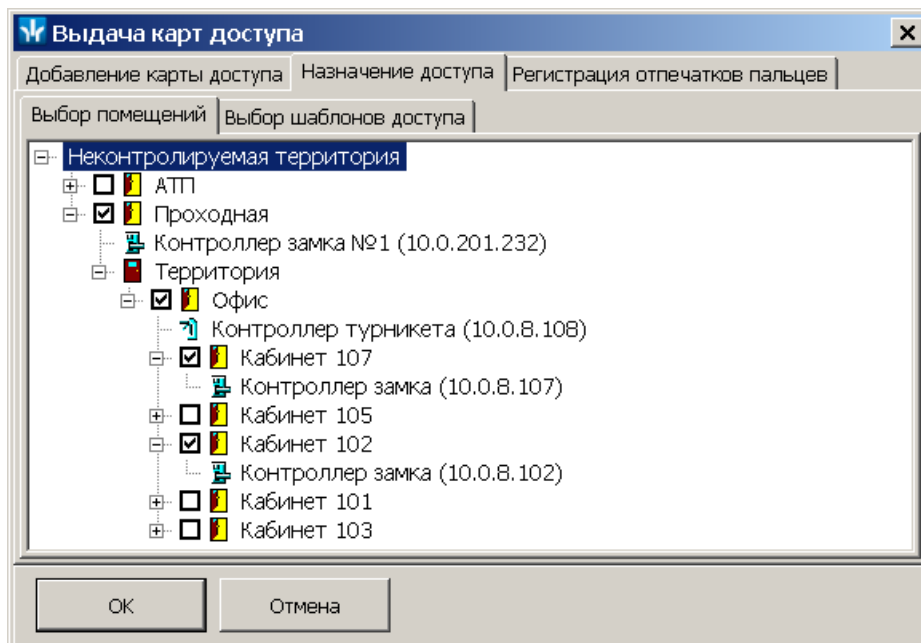 Выдача карт доступа
Добавление карты доступа Назначение доступа Регистрация отпечатков пальцев
Выбор помещений Выбор шаблонов доступа
Неконтролируемая территория
АТП
Проходная
Контроллер замка №1 (10.0.201.232)
Территория
Офис
Контроллер турникета (10.0.8.108)
Кабинет 107
Контроллер замка (10.0.8.107)
Кабинет 105
Кабинет 102
Контроллер замка (10.0.8.102)
Кабинет 101
Кабинет 103
ОК Отмена